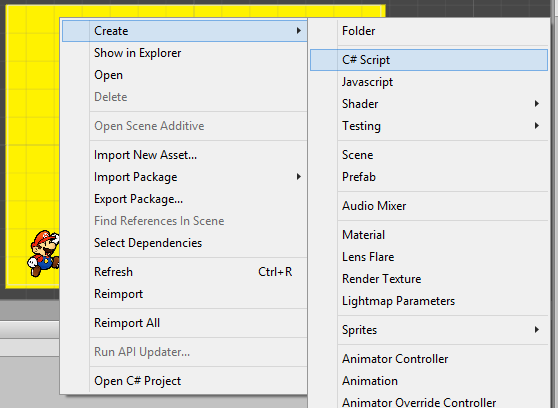 Create
Show in Explorer
Open
Delete
Open Scene Additive
Import New Asset...
Import Package
Export Package...
Find References In Scene
Select Dependencies
Refresh Ctrl+R
Reimport
Reimport All
Run API Updater...
Open C# Project
Folder
C# Script
Javascript
Shader
Testing
Scene
Prefab
Audio Mixer
Material
Lens Flare
Render Texture
Lightmap Parameters
Sprites
Animator Controller
Animation
Animator Override Controller